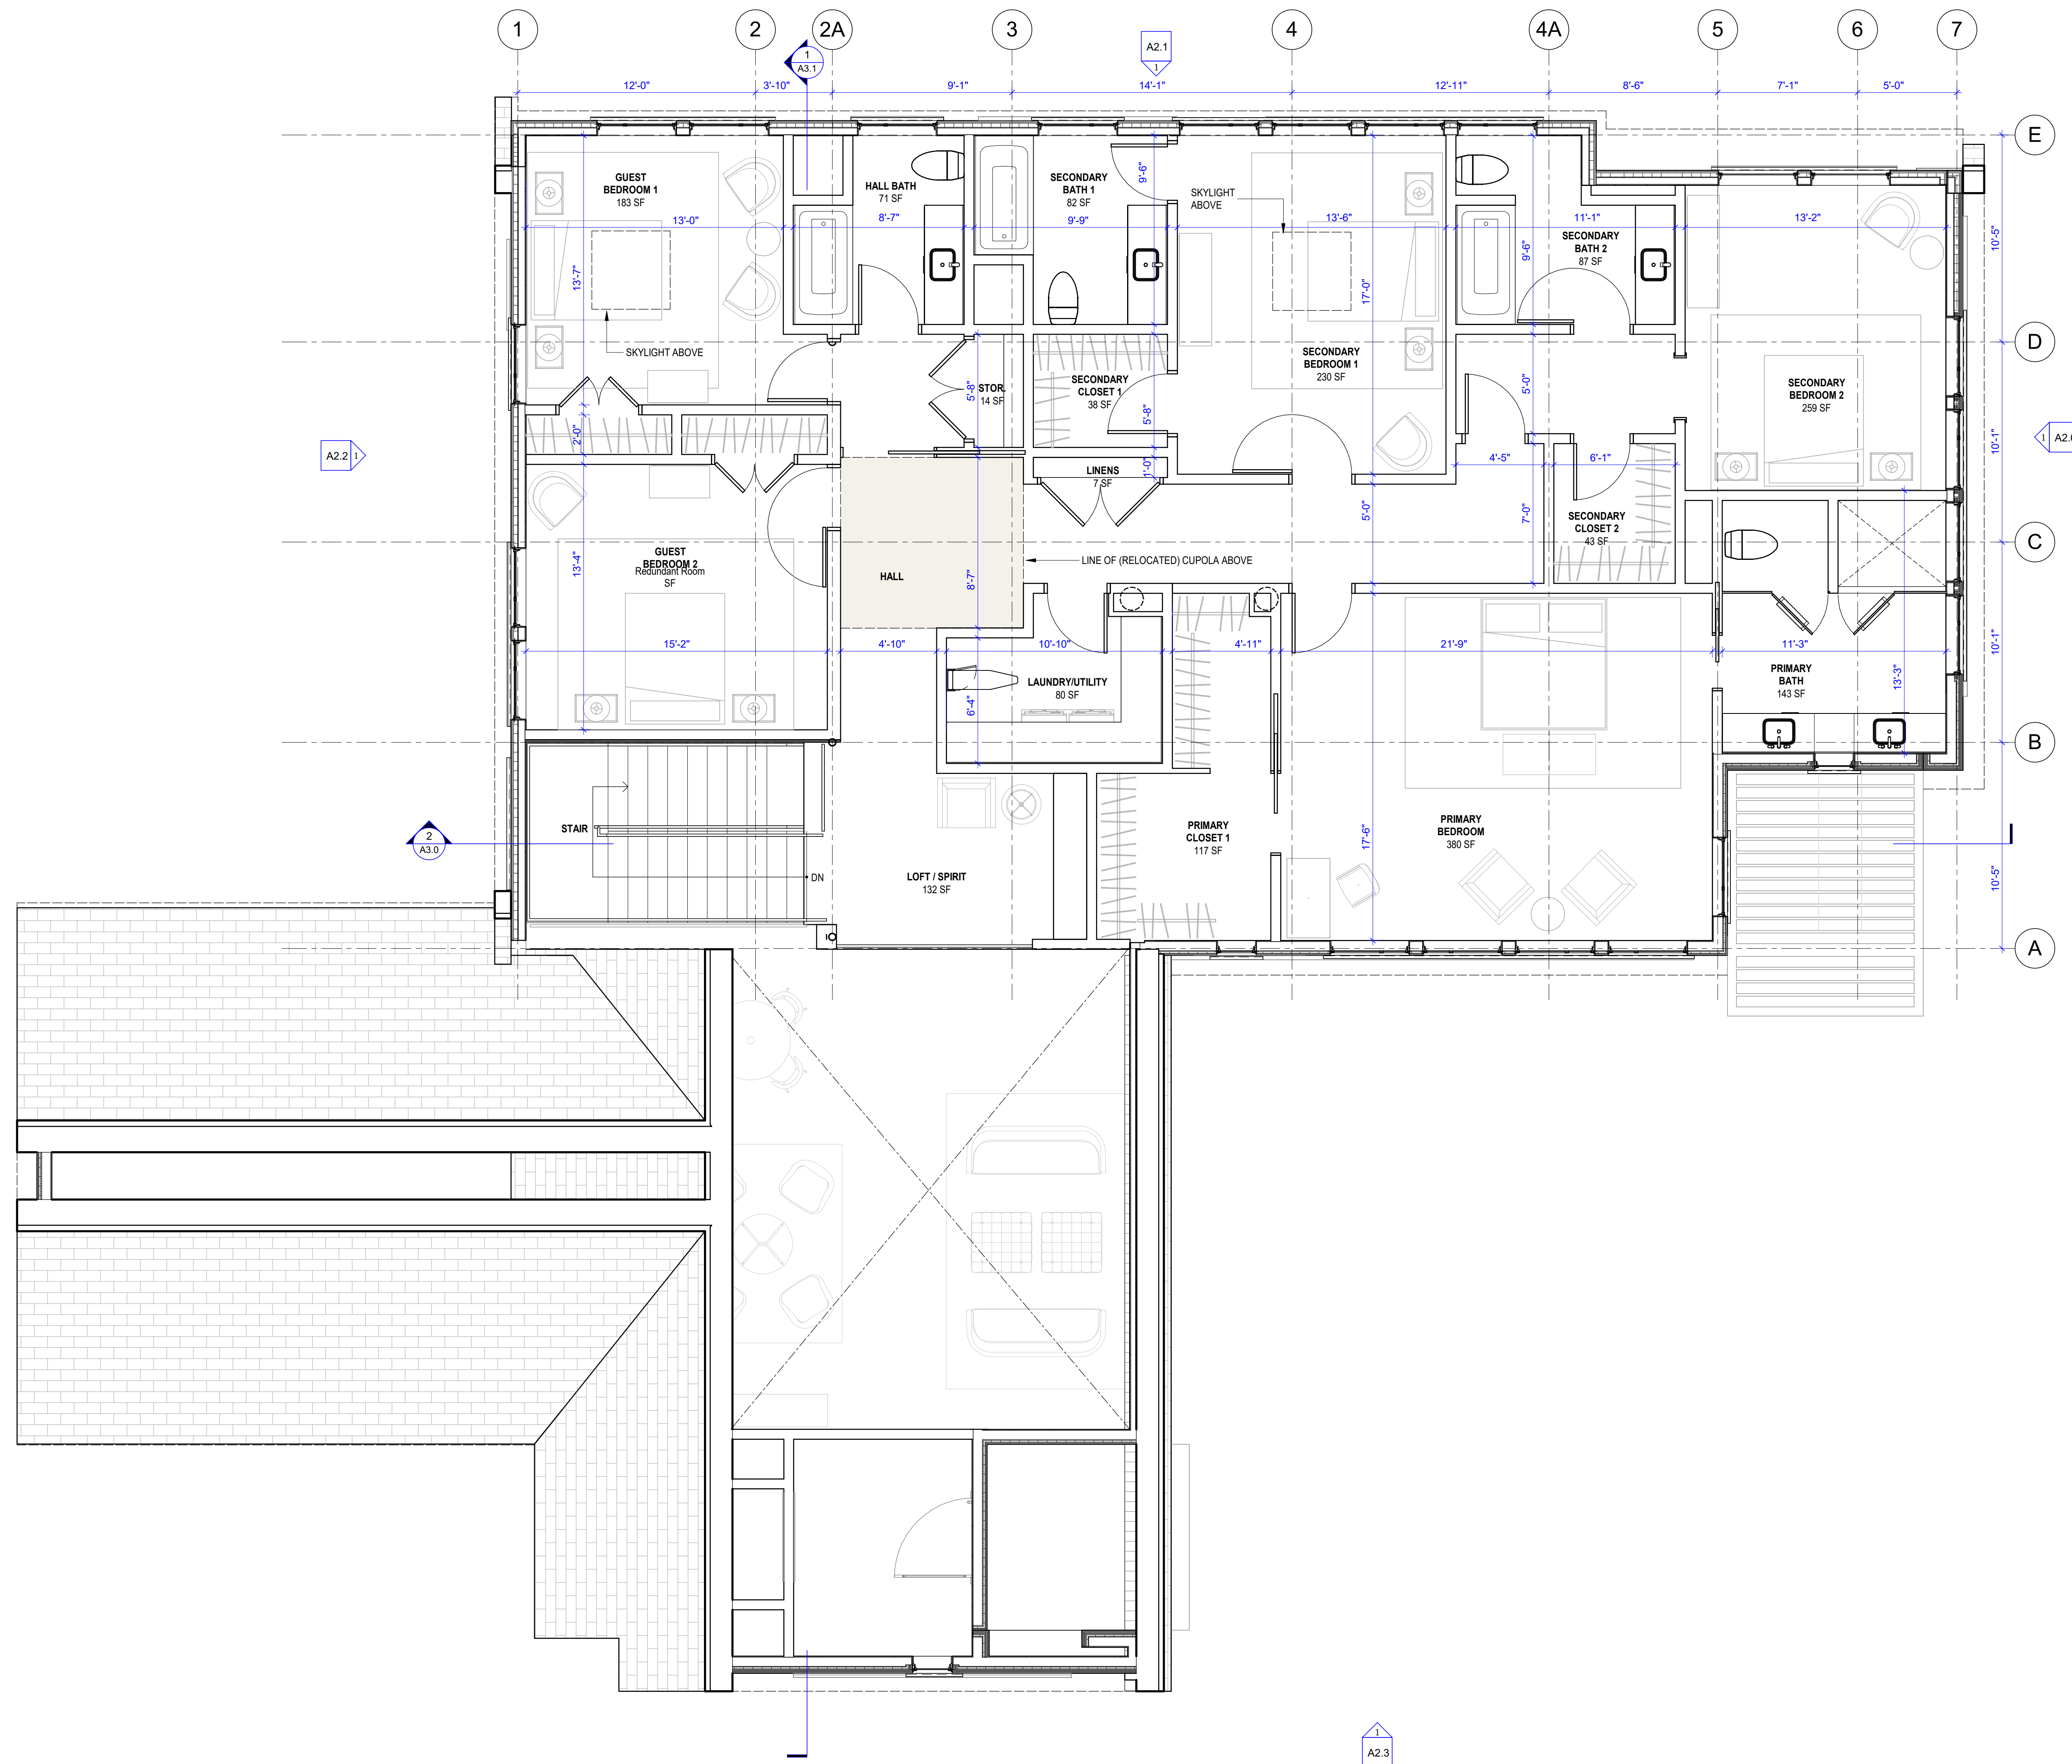 1
2
2A
3
4
4A
5
6
7
1
A3.1
A2.1
1
12'-0"
3'-10"
9'-1"
14'-1"
12'-11"
8'-6"
7'-1"
5'-0"
E
GUEST
BEDROOM 1
183 SF
HALL BATH
71 SF
SECONDARY
BATH 1
82 SF
9'-6"
SKYLIGHT
ABOVE
13'-0"
8'-7"
9'-9"
13'-6"
11'-1"
13'-2"
SECONDARY
BATH 2
87 SF
9'-6"
10'-5"
13'-7"
17'-0"
SKYLIGHT ABOVE
D
SECONDARY
BEDROOM 1
230 SF
STOR.
14 SF
5'-8"
SECONDARY
CLOSET 1
38 SF
5'-8"
5'-0"
SECONDARY
BEDROOM 2
259 SF
2'-0"
A2.2
1
10'-1"
1
A2.0
LINENS
7 SF
1'-0"
4'-5"
6'-1"
5'-0"
7'-0"
SECONDARY
CLOSET 2
43 SF
C
GUEST
BEDROOM 2
Redundant Room
SF
13'-4"
HALL
8'-7"
LINE OF (RELOCATED) CUPOLA ABOVE
15'-2"
4'-10"
10'-10"
4'-11"
21'-9"
11'-3"
10'-1"
LAUNDRY/UTILITY
80 SF
6'-4"
PRIMARY
BATH
143 SF
13'-3"
B
STAIR
2
A3.0
DN
LOFT / SPIRIT
132 SF
PRIMARY
CLOSET 1
117 SF
17'-6"
PRIMARY
BEDROOM
380 SF
10'-5"
A
1
A2.3